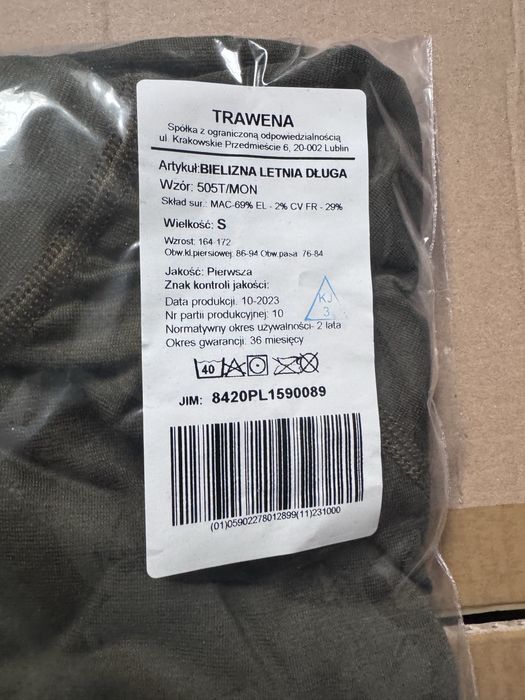 TRAWENA
Spółka z ograniczoną odpowiedzialnością
ul. Krakowskie Przedmieście 6, 20-002 Lublin
Artykuł:BIELIZNA LETNIA DŁUGA
Wzór: 505T/MON
Skład sur.: MAC-69% EL - 2% CV FR - 29%
Wielkość: S
Wzrost: 164-172
Obw.kl.piersiowej: 86-94 Obw.pasa: 76-84
Jakość: Pierwsza
Znak kontroli jakości:
KJ
3
Data produkcji: 10-2023
Nr partii produkcyjnej: 10
Normatywny okres używalności- 2 lata
Okres gwarancji: 36 miesięcy
40
JIM: 8420PL1590089
(01)05902278012899(11)231000